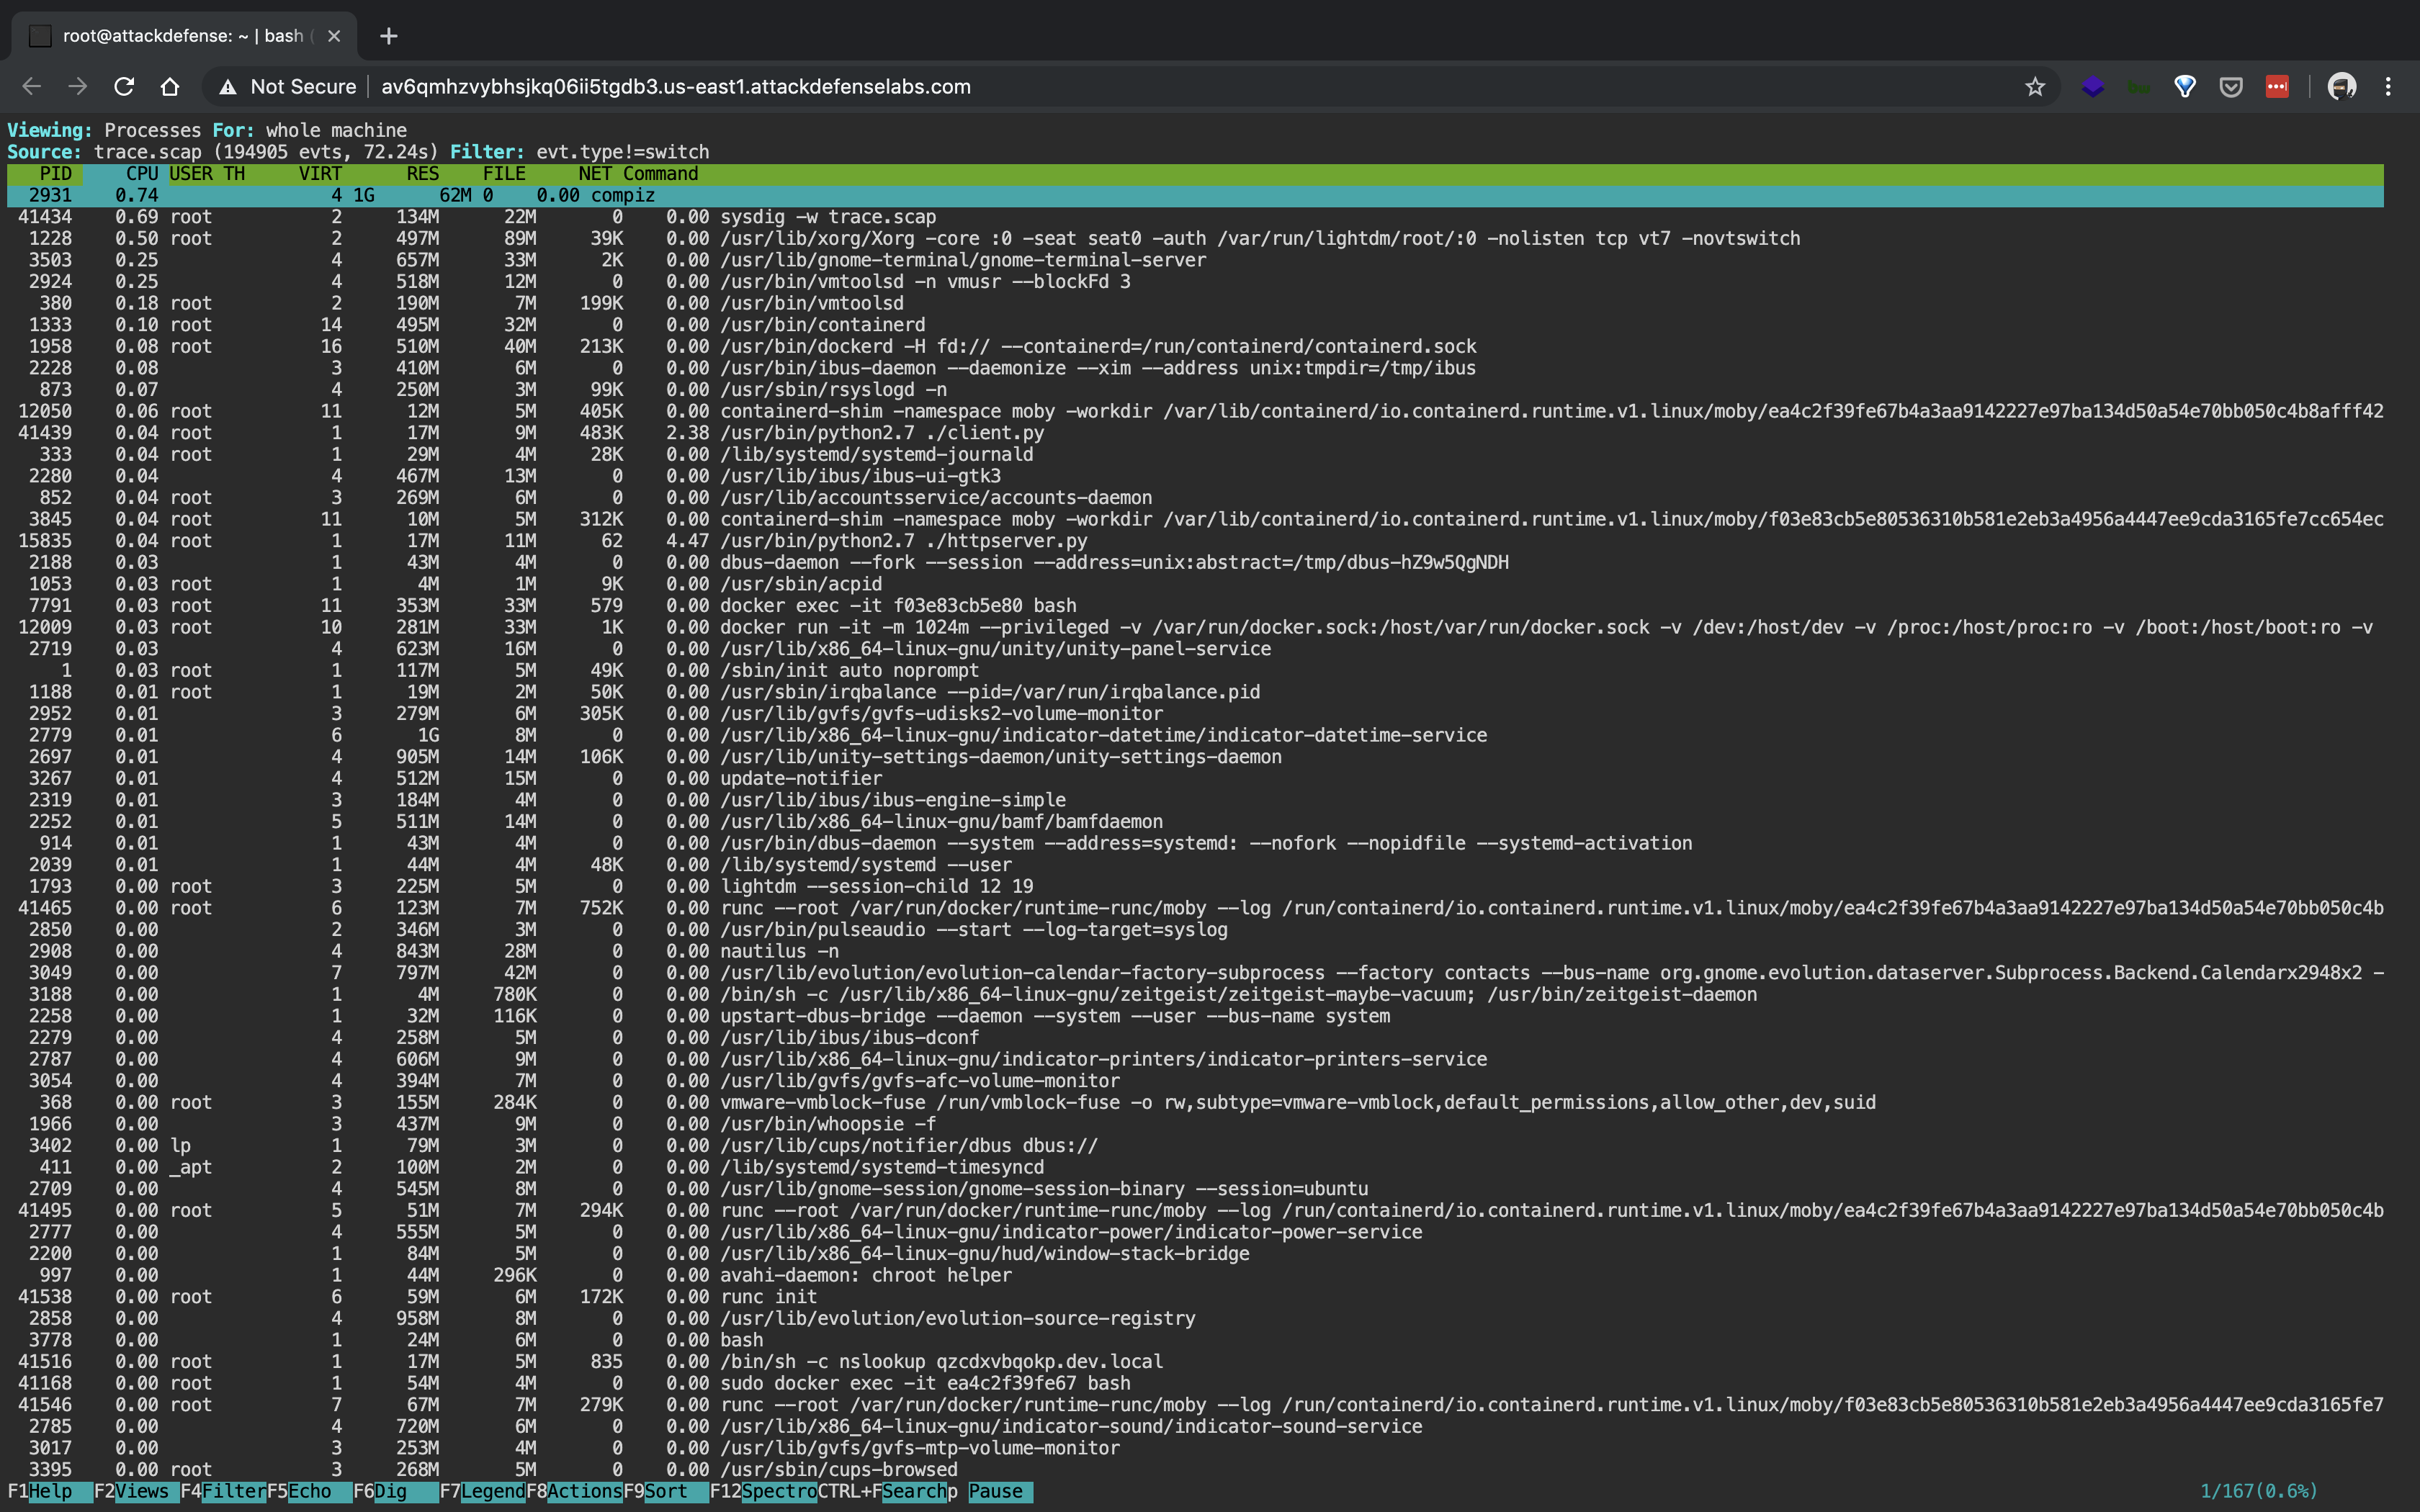 root@attackdefense: ~ | bash (
Not Secure | av6qmhzvybhsjkq06ii5tgdb3.us-east1.attackdefenselabs.com
Viewing: Processes For: whole machine
Source: trace.scap (194905 evts, 72.24s) Filter: evt.type!=switch
PID CPU USER TH VIRT RES FILE NET Command
2931 0.74 4 1G 62M 0 0.00 compiz
41434 0.69 root 2 134M 22M 0 0.00 sysdig -w trace.scap
1228 0.50 root 2 497M 89M 39K 0.00 /usr/lib/xorg/Xorg -core :0 -seat seat0 -auth /var/run/lightdm/root/:0 -nolisten tcp vt7 -novtswitch
3503 0.25 4 657M 33M 2K 0.00 /usr/lib/gnome-terminal/gnome-terminal-server
2924 0.25 4 518M 12M 0 0.00 /usr/bin/vmtoolsd -n vmusr --blockFd 3
380 0.18 root 2 190M 7M 199K 0.00 /usr/bin/vmtoolsd
1333 0.10 root 14 495M 32M 0 0.00 /usr/bin/containerd
1958 0.08 root 16 510M 40M 213K 0.00 /usr/bin/dockerd -H fd:// --containerd=/run/containerd/containerd.sock
2228 0.08 3 410M 6M 0 0.00 /usr/bin/ibus-daemon --daemonize --xim --address unix:tmpdir=/tmp/ibus
873 0.07 4 250M 3M 99K 0.00 /usr/sbin/rsyslogd -n
12050 0.06 root 11 12M 5M 405K 0.00 containerd-shim -namespace moby -workdir /var/lib/containerd/io.containerd.runtime.v1.linux/moby/ea4c2f39fe67b4a3aa9142227e97ba134d50a54e70bb050c4b8afff42
41439 0.04 root 1 17M 9M 483K 2.38 /usr/bin/python2.7 ./client.py
333 0.04 root 1 29M 4M 28K 0.00 /lib/systemd/systemd-journald
2280 0.04 4 467M 13M 0 0.00 /usr/lib/ibus/ibus-ui-gtk3
852 0.04 root 3 269M 6M 0 0.00 /usr/lib/accountsservice/accounts-daemon
3845 0.04 root 11 10M 5M 312K 0.00 containerd-shim -namespace moby -workdir /var/lib/containerd/io.containerd.runtime.v1.linux/moby/f03e83cb5e80536310b581e2eb3a4956a4447ee9cda3165fe7cc654ec
15835 0.04 root 1 17M 11M 62 4.47 /usr/bin/python2.7 ./httpserver.py
2188 0.03 1 43M 4M 0 0.00 dbus-daemon --fork --session --address=unix:abstract=/tmp/dbus-hZ9w5QgNDH
1053 0.03 root 1 4M 1M 9K 0.00 /usr/sbin/acpid
7791 0.03 root 11 353M 33M 579 0.00 docker exec -it f03e83cb5e80 bash
12009 0.03 root 10 281M 33M 1K 0.00 docker run -it -m 1024m --privileged -v /var/run/docker.sock:/host/var/run/docker.sock -v /dev:/host/dev -v /proc:/host/proc:ro -v /boot:/host/boot:ro -v
2719 0.03 4 623M 16M 0 0.00 /usr/lib/x86_64-linux-gnu/unity/unity-panel-service
1 0.03 root 1 117M 5M 49K 0.00 /sbin/init auto noprompt
1188 0.01 root 1 19M 2M 50K 0.00 /usr/sbin/irqbalance --pid=/var/run/irqbalance.pid
2952 0.01 3 279M 6M 305K 0.00 /usr/lib/gvfs/gvfs-udisks2-volume-monitor
2779 0.01 6 1G 8M 0 0.00 /usr/lib/x86_64-linux-gnu/indicator-datetime/indicator-datetime-service
2697 0.01 4 905M 14M 106K 0.00 /usr/lib/unity-settings-daemon/unity-settings-daemon
3267 0.01 4 512M 15M 0 0.00 update-notifier
2319 0.01 3 184M 4M 0 0.00 /usr/lib/ibus/ibus-engine-simple
2252 0.01 5 511M 14M 0 0.00 /usr/lib/x86_64-linux-gnu/bamf/bamfdaemon
914 0.01 1 43M 4M 0 0.00 /usr/bin/dbus-daemon --system --address=systemd: --nofork --nopidfile --systemd-activation
2039 0.01 1 44M 4M 48K 0.00 /lib/systemd/systemd --user
1793 0.00 root 3 225M 5M 0 0.00 lightdm --session-child 12 19
41465 0.00 root 6 123M 7M 752K 0.00 runc --root /var/run/docker/runtime-runc/moby --log /run/containerd/io.containerd.runtime.v1.linux/moby/ea4c2f39fe67b4a3aa9142227e97ba134d50a54e70bb050c4b
2850 0.00 2 346M 3M 0 0.00 /usr/bin/pulseaudio --start --log-target=syslog
2908 0.00 4 843M 28M 0 0.00 nautilus -n
3049 0.00 7 797M 42M 0 0.00 /usr/lib/evolution/evolution-calendar-factory-subprocess --factory contacts --bus-name org.gnome.evolution.dataserver.Subprocess.Backend.Calendarx2948x2 -
3188 0.00 1 4M 780K 0 0.00 /bin/sh -c /usr/lib/x86_64-linux-gnu/zeitgeist/zeitgeist-maybe-vacuum; /usr/bin/zeitgeist-daemon
2258 0.00 1 32M 116K 0 0.00 upstart-dbus-bridge --daemon --system --user --bus-name system
2279 0.00 4 258M 5M 0 0.00 /usr/lib/ibus/ibus-dconf
2787 0.00 4 606M 9M 0 0.00 /usr/lib/x86_64-linux-gnu/indicator-printers/indicator-printers-service
3054 0.00 4 394M 7M 0 0.00 /usr/lib/gvfs/gvfs-afc-volume-monitor
368 0.00 root 3 155M 284K 0 0.00 vmware-vmblock-fuse /run/vmblock-fuse -o rw,subtype=vmware-vmblock,default_permissions,allow_other,dev,suid
1966 0.00 3 437M 9M 0 0.00 /usr/bin/whoopsie -f
3402 0.00 lp 1 79M 3M 0 0.00 /usr/lib/cups/notifier/dbus dbus://
411 0.00 _apt 2 100M 2M 0 0.00 /lib/systemd/systemd-timesyncd
2709 0.00 4 545M 8M 0 0.00 /usr/lib/gnome-session/gnome-session-binary --session=ubuntu
41495 0.00 root 5 51M 7M 294K 0.00 runc --root /var/run/docker/runtime-runc/moby --log /run/containerd/io.containerd.runtime.v1.linux/moby/ea4c2f39fe67b4a3aa9142227e97ba134d50a54e70bb050c4b
2777 0.00 4 555M 5M 0 0.00 /usr/lib/x86_64-linux-gnu/indicator-power/indicator-power-service
2200 0.00 1 84M 5M 0 0.00 /usr/lib/x86_64-linux-gnu/hud/window-stack-bridge
997 0.00 1 44M 296K 0 0.00 avahi-daemon: chroot helper
41538 0.00 root 6 59M 6M 172K 0.00 runc init
2858 0.00 4 958M 8M 0 0.00 /usr/lib/evolution/evolution-source-registry
3778 0.00 1 24M 6M 0 0.00 bash
41516 0.00 root 1 17M 5M 835 0.00 /bin/sh -c nslookup qzcdxvbqokp.dev.local
41168 0.00 root 1 54M 4M 0 0.00 sudo docker exec -it ea4c2f39fe67 bash
41546 0.00 root 7 67M 7M 279K 0.00 runc --root /var/run/docker/runtime-runc/moby --log /run/containerd/io.containerd.runtime.v1.linux/moby/f03e83cb5e80536310b581e2eb3a4956a4447ee9cda3165fe7
2785 0.00 4 720M 6M 0 0.00 /usr/lib/x86_64-linux-gnu/indicator-sound/indicator-sound-service
3017 0.00 3 253M 4M 0 0.00 /usr/lib/gvfs/gvfs-mtp-volume-monitor
3395 0.00 root 3 268M 5M 0 0.00 /usr/sbin/cups-browsed
F1Help F2Views F4FilterF5Echo F6Dig F7LegendF8ActionsF9Sort F12SpectroCTRL+FSearchp Pause 1/167(0.6%)